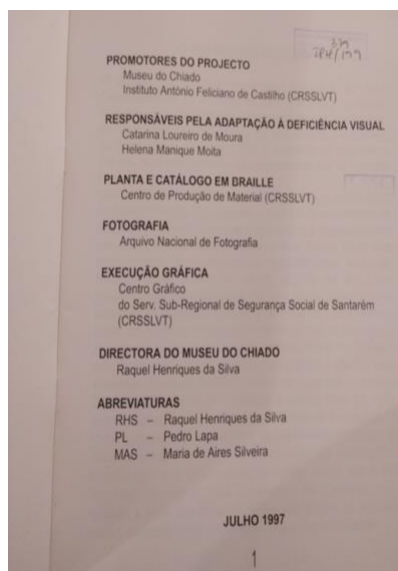 PROMOTORES DO PROJECTO
Museu do Chiado
Instituto António Feliciano de Castilho (CRSSLVT)
RESPONSÁVEIS PELA ADAPTAÇÃO À DEFICIÊNCIA VISUAL
Catarina Loureiro de Moura
Helena Manique Moita
PLANTA E CATÁLOGO EM BRAILLE
Centro de Produção de Material (CRSSLVT)
FOTOGRAFIA
Arquivo Nacional de Fotografia
EXECUÇÃO GRÁFICA
Centro Gráfico
do Serv. Sub-Regional de Segurança Social de Santarém
(CRSSLVT)
DIRECTORA DO MUSEU DO CHIADO
Raquel Henriques da Silva
ABREVIATURAS
RHS – Raquel Henriques da Silva
PL – Pedro Lapa
MAS – Maria de Aires Silveira
JULHO 1997
1